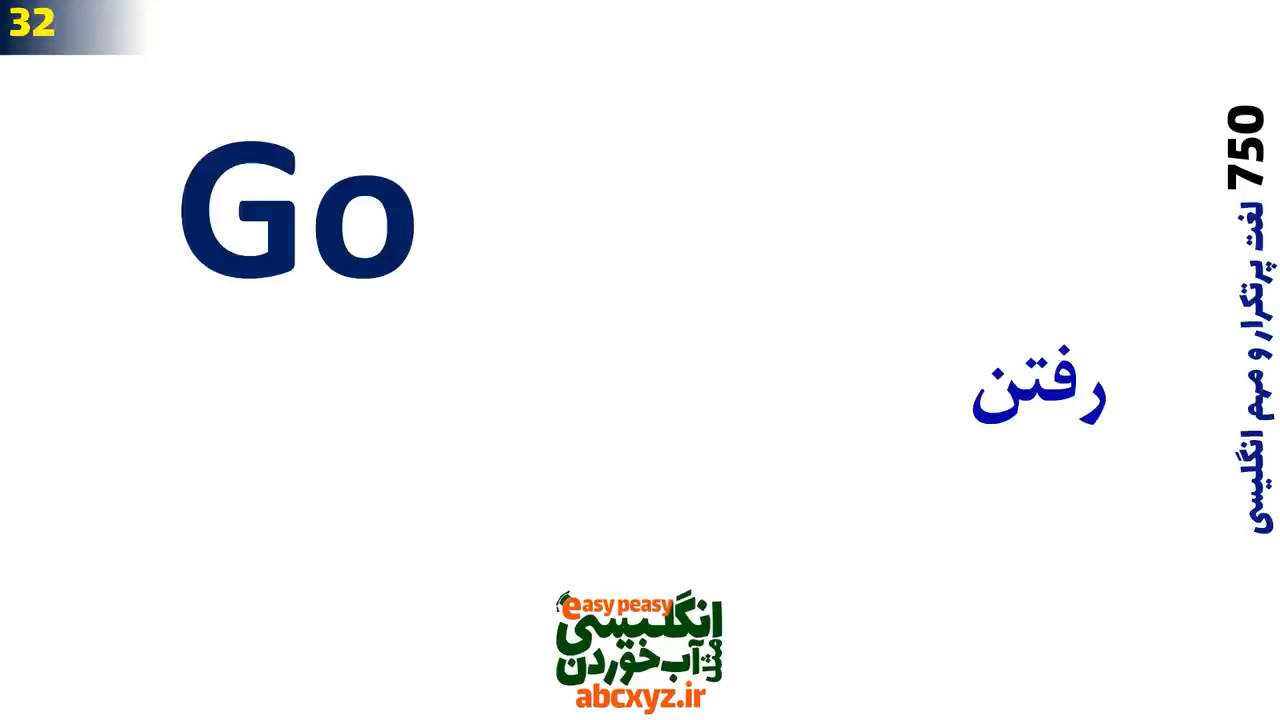 32
Go
رفتن
750 لغت پرتکرار و مهم انگلیسی
easy peasy
انگلیسی
مثل
آب خوردن
abcxyz.ir